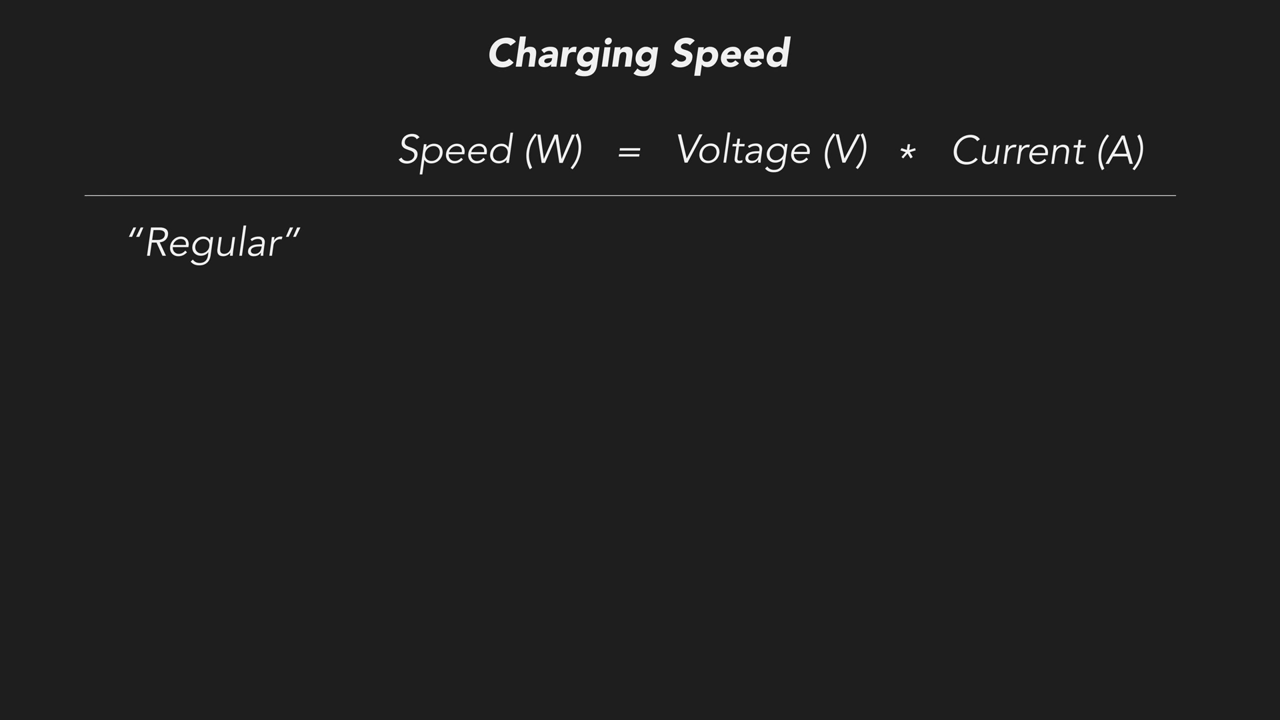 Charging Speed
Speed (W) = Voltage (V) * Current (A)
“Regular”